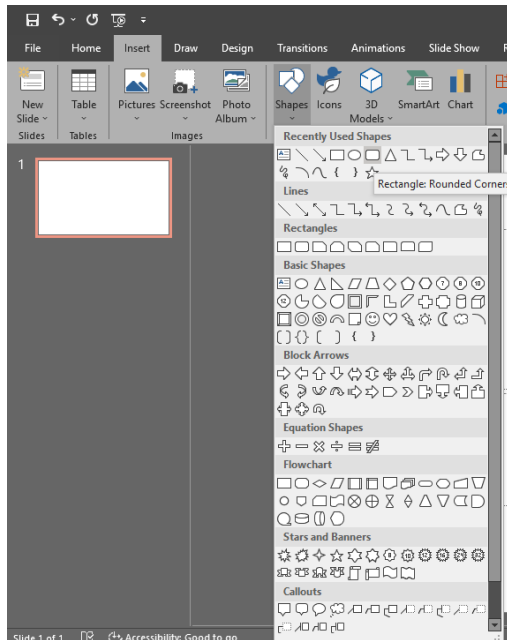 File Home Insert Draw Design Transitions Animations Slide Show
New Slide Table Pictures Screenshot Photo Album Shapes Icons 3D Models SmartArt Chart
Slides Tables Images
Recently Used Shapes
Rectangle: Rounded Corners
Lines
Rectangles
Basic Shapes
Block Arrows
Equation Shapes
Flowchart
Stars and Banners
Callouts
1
Slide 1 of 1 Accessibility: Good to go